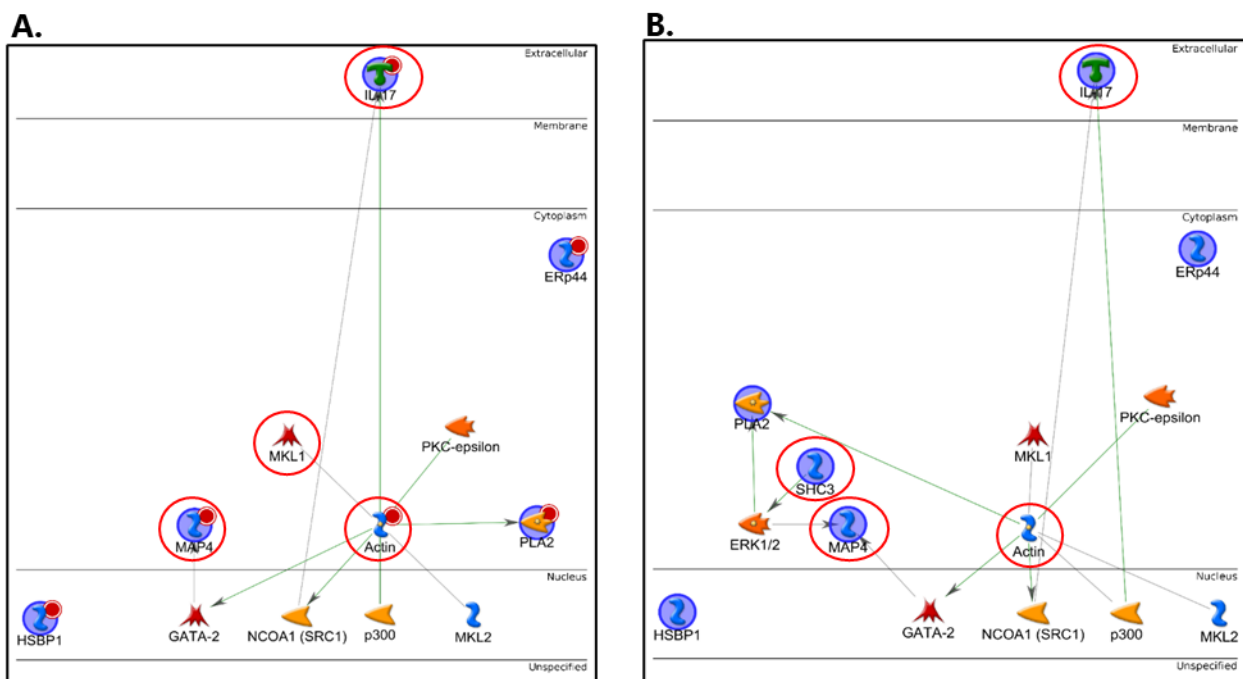 A.
Extracellular
IL-17
Membrane
Cytoplasm
ERp44
MKL1
PKC-epsilon
MAP4
Actin
PLA2
Nucleus
HSBP1
GATA-2
NCOA1 (SRC1)
p300
MKL2
Unspecified
B.
Extracellular
IL-17
Membrane
Cytoplasm
ERp44
PLA2
PKC-epsilon
MKL1
SHC3
ERK1/2
MAP4
Actin
Nucleus
HSBP1
GATA-2
NCOA1 (SRC1)
p300
MKL2
Unspecified